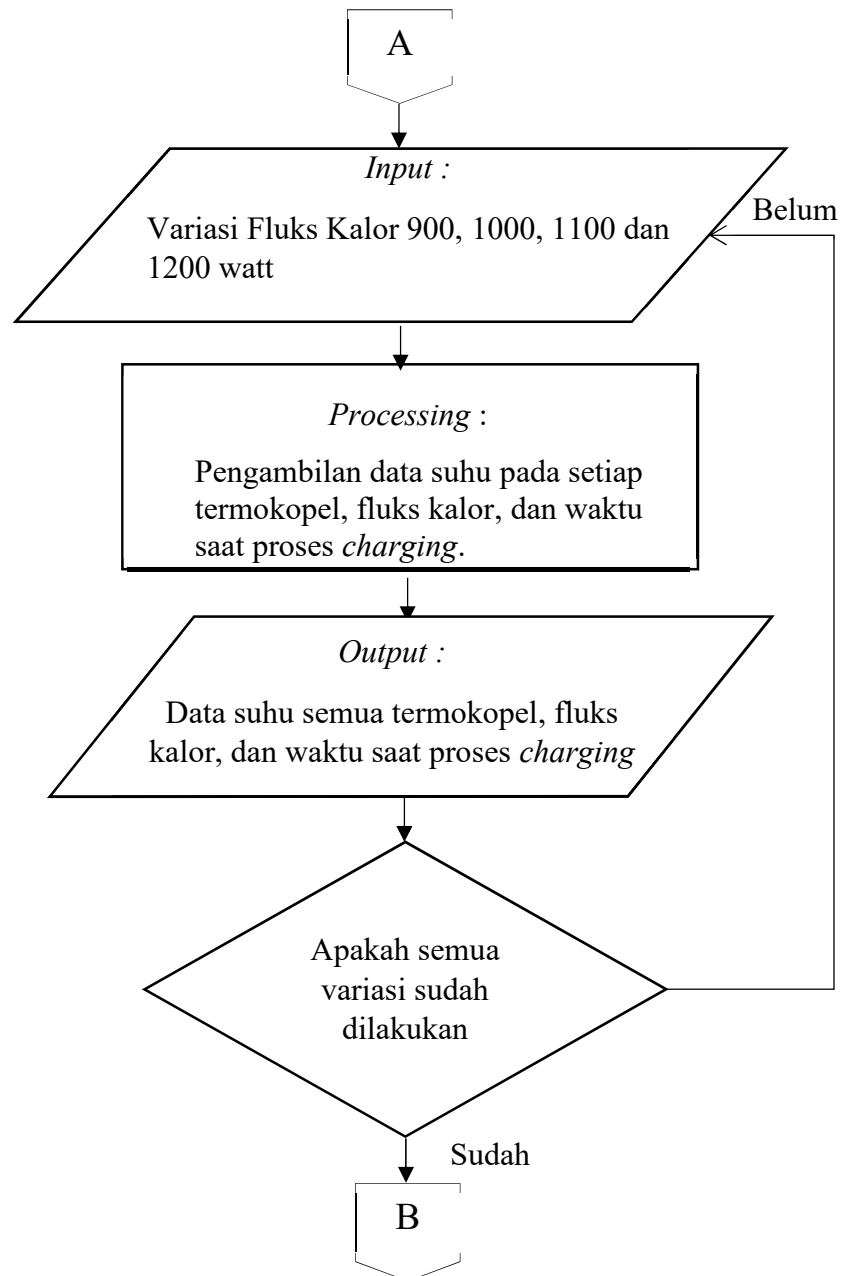 A
Input :
Belum
Variasi Fluks Kalor 900, 1000, 1100 dan
1200 watt
Processing :
Pengambilan data suhu pada setiap
termokopel, fluks kalor, dan waktu
saat proses charging.
Output :
Data suhu semua termokopel, fluks
kalor, dan waktu saat proses charging
Apakah semua
variasi sudah
dilakukan
Sudah
B